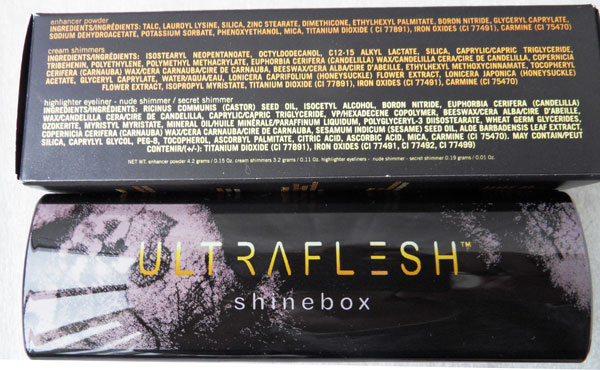 enhancer powder
INGREDIENTS/INGRÉDIENTS: TALC, LAUROYL LYSINE, SILICA, ZINC STEARATE, DIMETHICONE, ETHYLHEXYL PALMITATE, BORON NITRIDE, GLYCERYL CAPRYLATE,
SODIUM DEHYDROACETATE, POTASSIUM SORBATE, PHENOXYETHANOL, MICA, TITANIUM DIOXIDE ( CI 77891), IRON OXIDES (CI 77491), CARMINE (CI 75470)
cream shimmers
INGREDIENTS/INGRÉDIENTS: ISOSTEARYL NEOPENTANOATE, OCTYLDODECANOL, C12-15 ALKYL LACTATE, SILICA, CAPRYLIC/CAPRIC TRIGLYCERIDE,
TRIBEHENIN, POLYETHYLENE, POLYMETHYL METHACRYLATE, EUPHORBIA CERIFERA (CANDELILLA) WAX/CANDELILLA CERA/CIRE DE CANDELILLA, COPERNICIA
CERIFERA (CARNAUBA) WAX/CERA CARNAUBA/CIRE DE CARNAUBA, BEESWAX/CERA ALBA/CIRE D'ABEILLE, ETHYLHEXYL METHOXYCINNAMATE, TOCOPHERYL
ACETATE, GLYCERYL CAPRYLATE, WATER/AQUA/EAU, LONICERA CAPRIFOLIUM (HONEYSUCKLE) FLOWER EXTRACT, LONICERA JAPONICA (HONEYSUCKLE)
FLOWER EXTRACT, ISOPROPYL MYRISTATE, TITANIUM DIOXIDE (CI 77891), IRON OXIDES (CI 77491), CARMINE (CI 75470)
highlighter eyeliner - nude shimmer / secret shimmer
INGREDIENTS/INGRÉDIENTS: RICINUS COMMUNIS (CASTOR) SEED OIL, ISOCETYL ALCOHOL, BORON NITRIDE, EUPHORBIA CERIFERA (CANDELILLA)
WAX/CANDELILLA CERA/CIRE DE CANDELILLA, CAPRYLIC/CAPRIC TRIGLYCERIDE, VP/HEXADECENE COPOLYMER, BEESWAX/CERA ALBA/CIRE D'ABEILLE,
OZOKERITE, MYRISTYL MYRISTATE, MINERAL OIL/HUILE MINÉRALE/PARAFFINUM LIQUIDUM, POLYGLYCERYL-3 DIISOSTEARATE, WHEAT GERM GLYCERIDES,
COPERNICIA CERIFERA (CARNAUBA) WAX/CERA CARNAUBA/CIRE DE CARNAUBA, SESAMUM INDICUM (SESAME) SEED OIL, ALOE BARBADENSIS LEAF EXTRACT,
SILICA, CAPRYLYL GLYCOL, PEG-8, TOCOPHEROL, ASCORBYL PALMITATE, CITRIC ACID, ASCORBIC ACID, MICA, CARMINE (CI 75470). MAY CONTAIN/PEUT
CONTENIR/(+/-): TITANIUM DIOXIDE (CI 77891), IRON OXIDES (CI 77491, CI 77492, CI 77499)
NET WT. enhancer powder 4.2 grams / 0.15 Oz. cream shimmers 3.2 grams / 0.11 Oz. highlighter eyeliners - nude shimmer - secret shimmer 0.19 grams / 0.01 Oz.
ULTRAFLESH™
shinebox